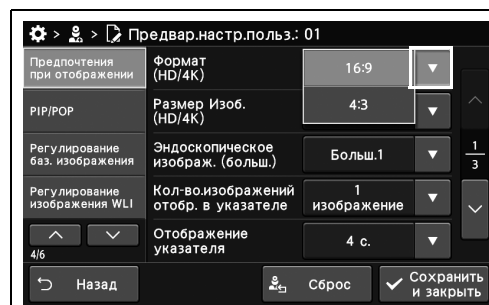 > > Предвар.настр.польз.: 01
Предпочтения
при отображении
PIP/POP
Регулирование
баз. изображения
Регулирование
изображения WLI
4/6
Формат
(HD/4K)
16:9
4:3
Размер Изоб.
(HD/4K)
Эндоскопическое
изображ. (больш.)
Больш.1
Кол-во.изображений
отобр. в указателе
1
изображение
Отображение
указателя
4 с.
1
3
Назад
Сброс
Сохранить
и закрыть